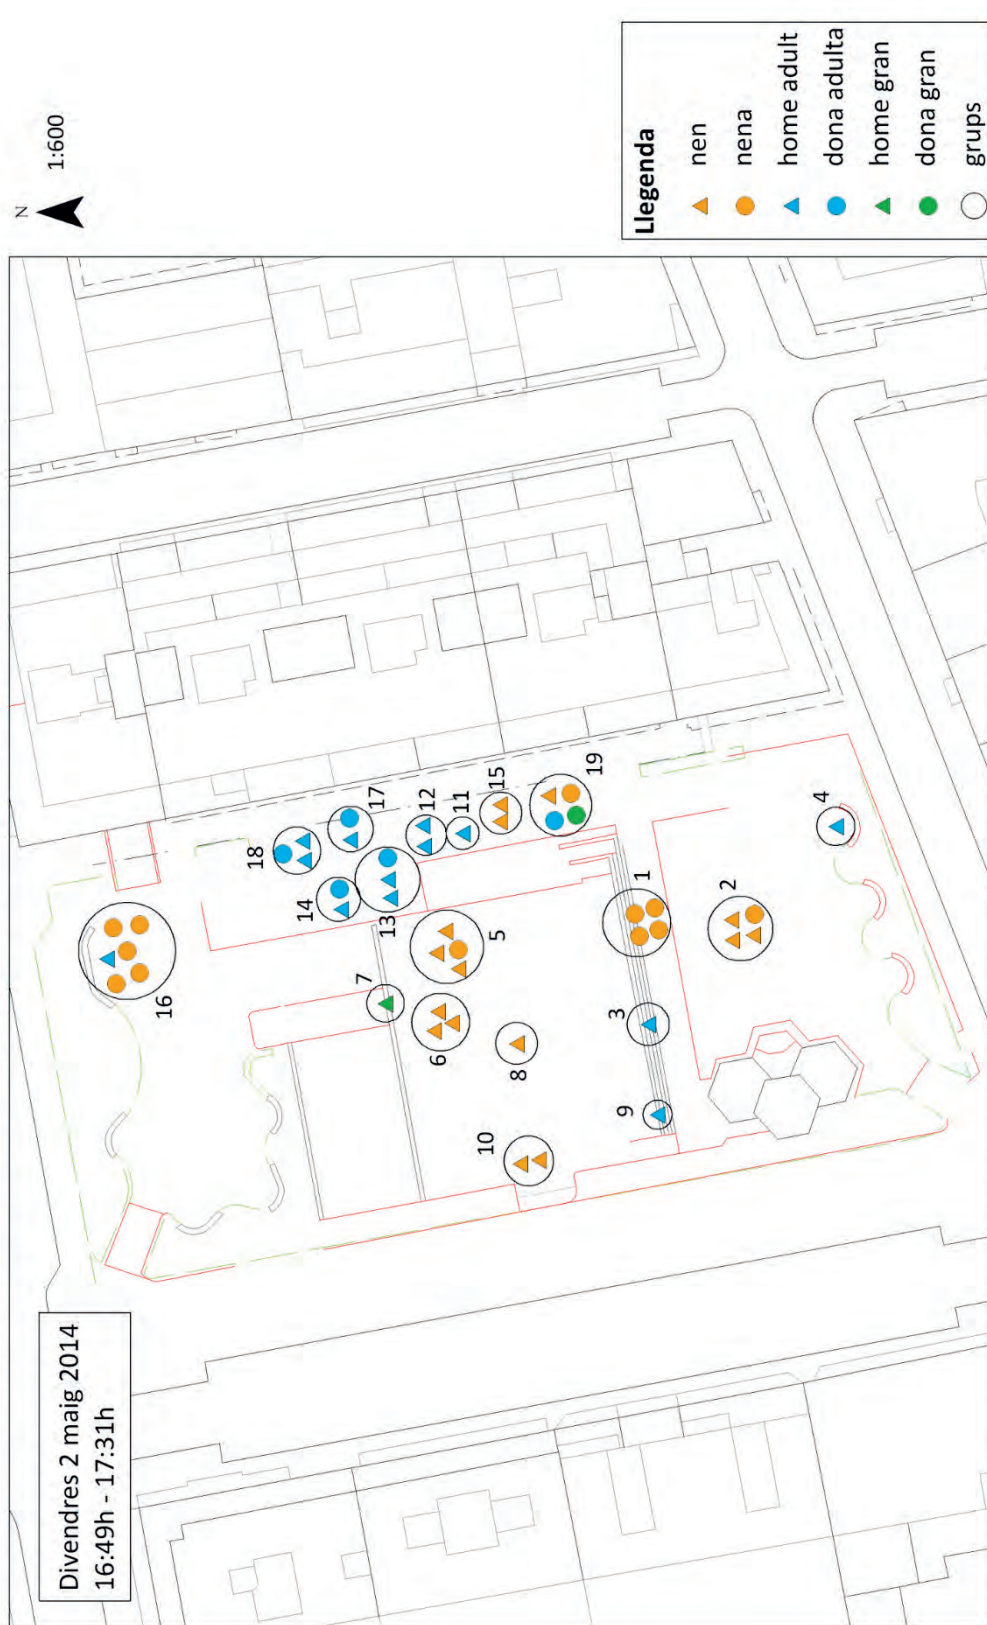 Divendres 2 maig 2014
16:49h - 17:31h
N
1:600
16
18
17
14
13
12
11
15
19
7
5
6
8
10
1
3
9
2
4
Llegenda
nen
nena
home adult
dona adulta
home gran
dona gran
grups